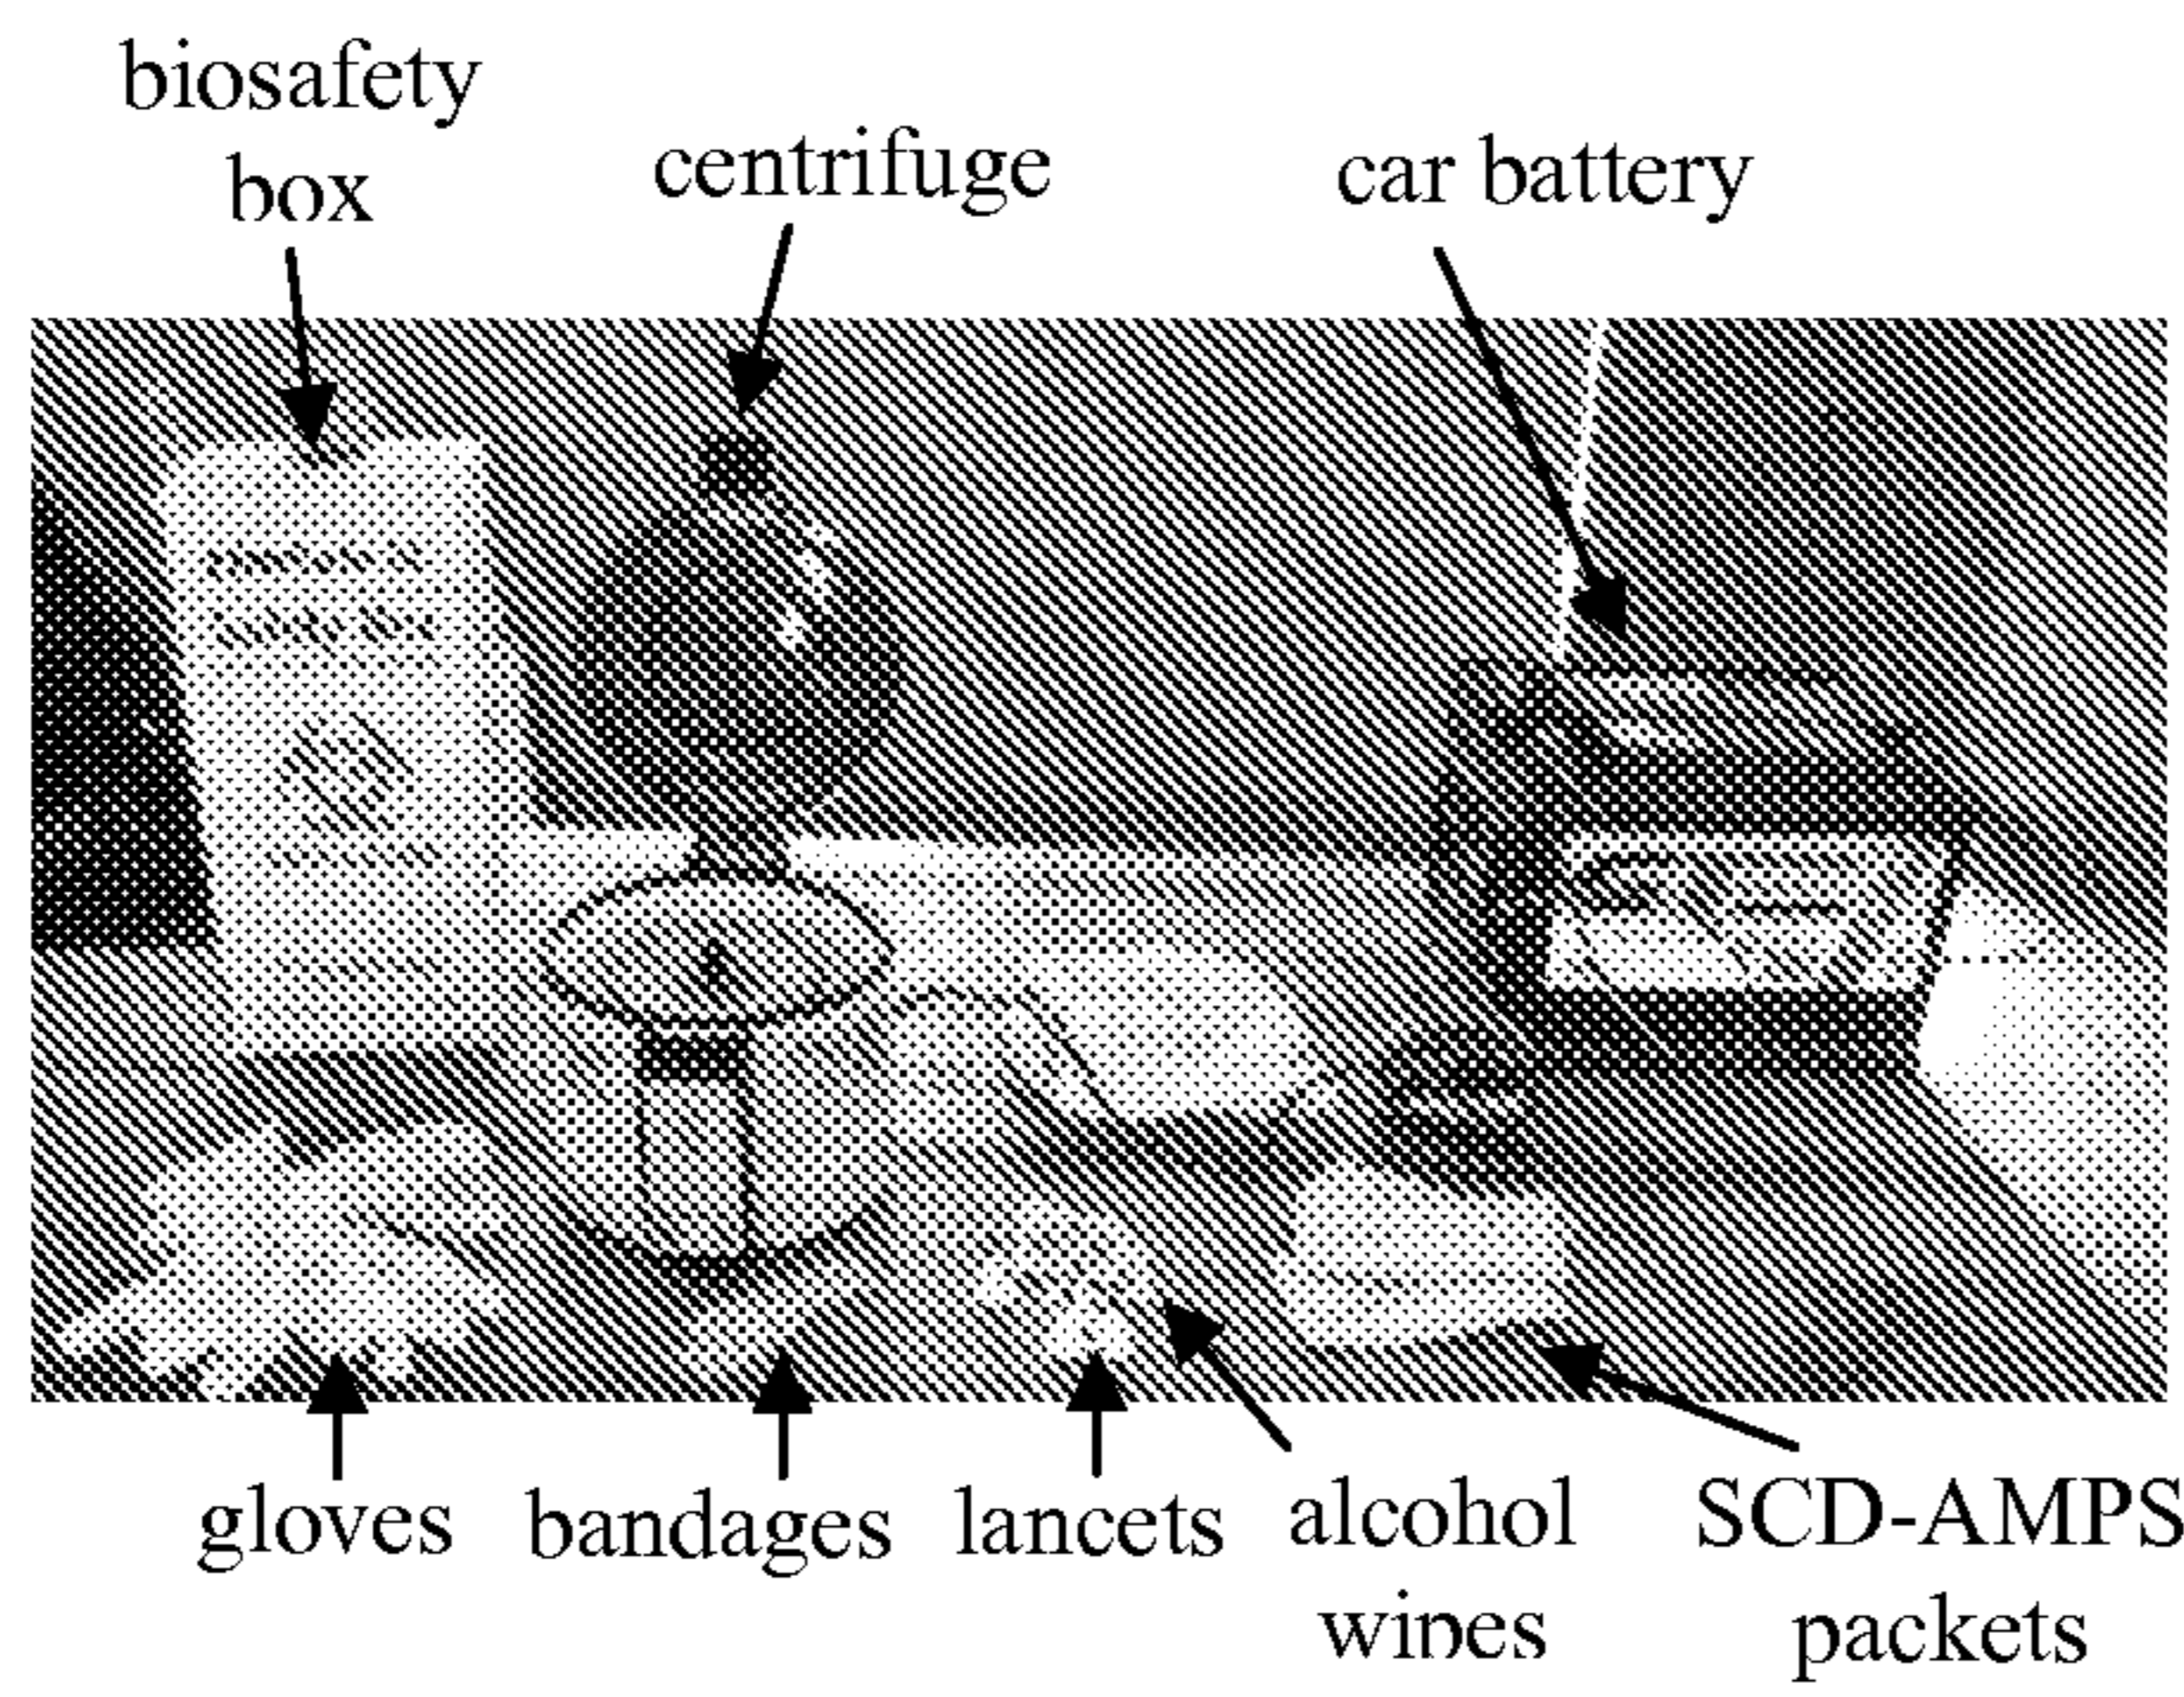 biosafety
box
centrifuge
car battery
gloves
bandages
lancets
alcohol
wipes
SCD-AMPS
packets